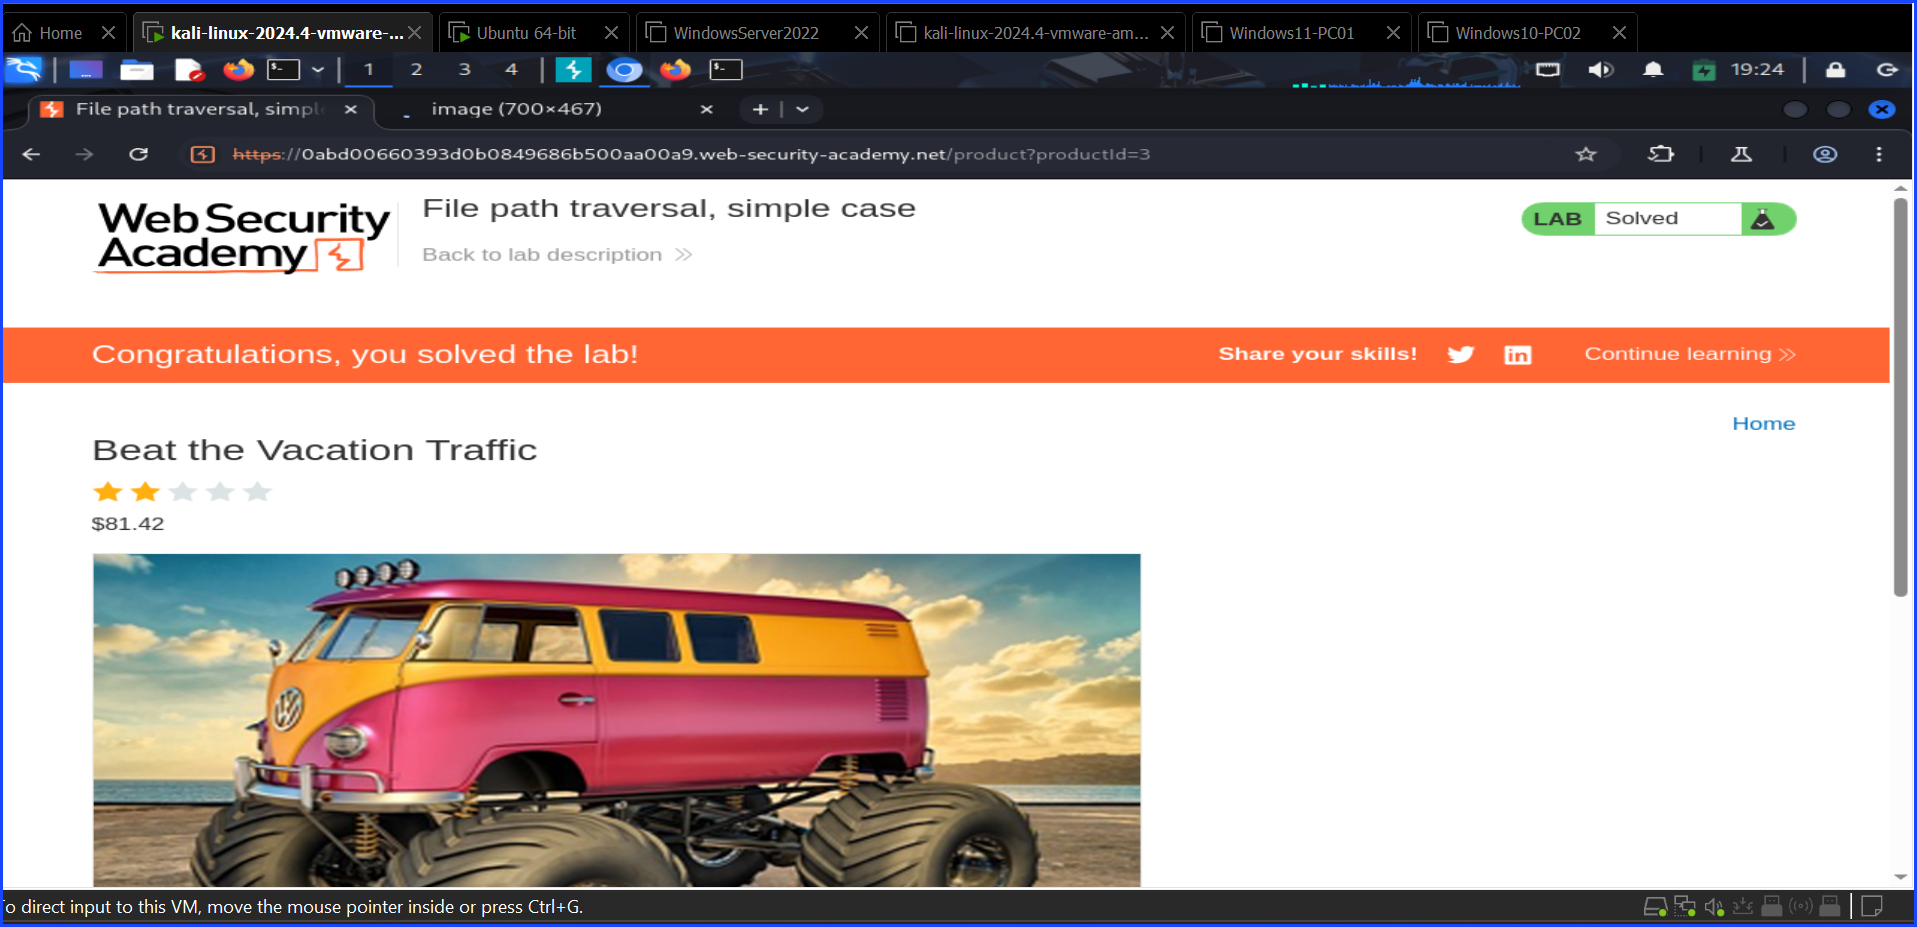 Home
kali-linux-2024.4-vmware-...
Ubuntu 64-bit
WindowsServer2022
kali-linux-2024.4-vmware-am...
Windows11-PC01
Windows10-PC02
1 2 3 4
19:24
File path traversal, simple
image (700×467)
https://0abd00660393d0b0849686b500aa00a9.web-security-academy.net/product?productId=3
Web Security
Academy
File path traversal, simple case
Back to lab description
LAB Solved
Congratulations, you solved the lab!
Share your skills!
Continue learning
Home
Beat the Vacation Traffic
$81.42
To direct input to this VM, move the mouse pointer inside or press Ctrl+G.